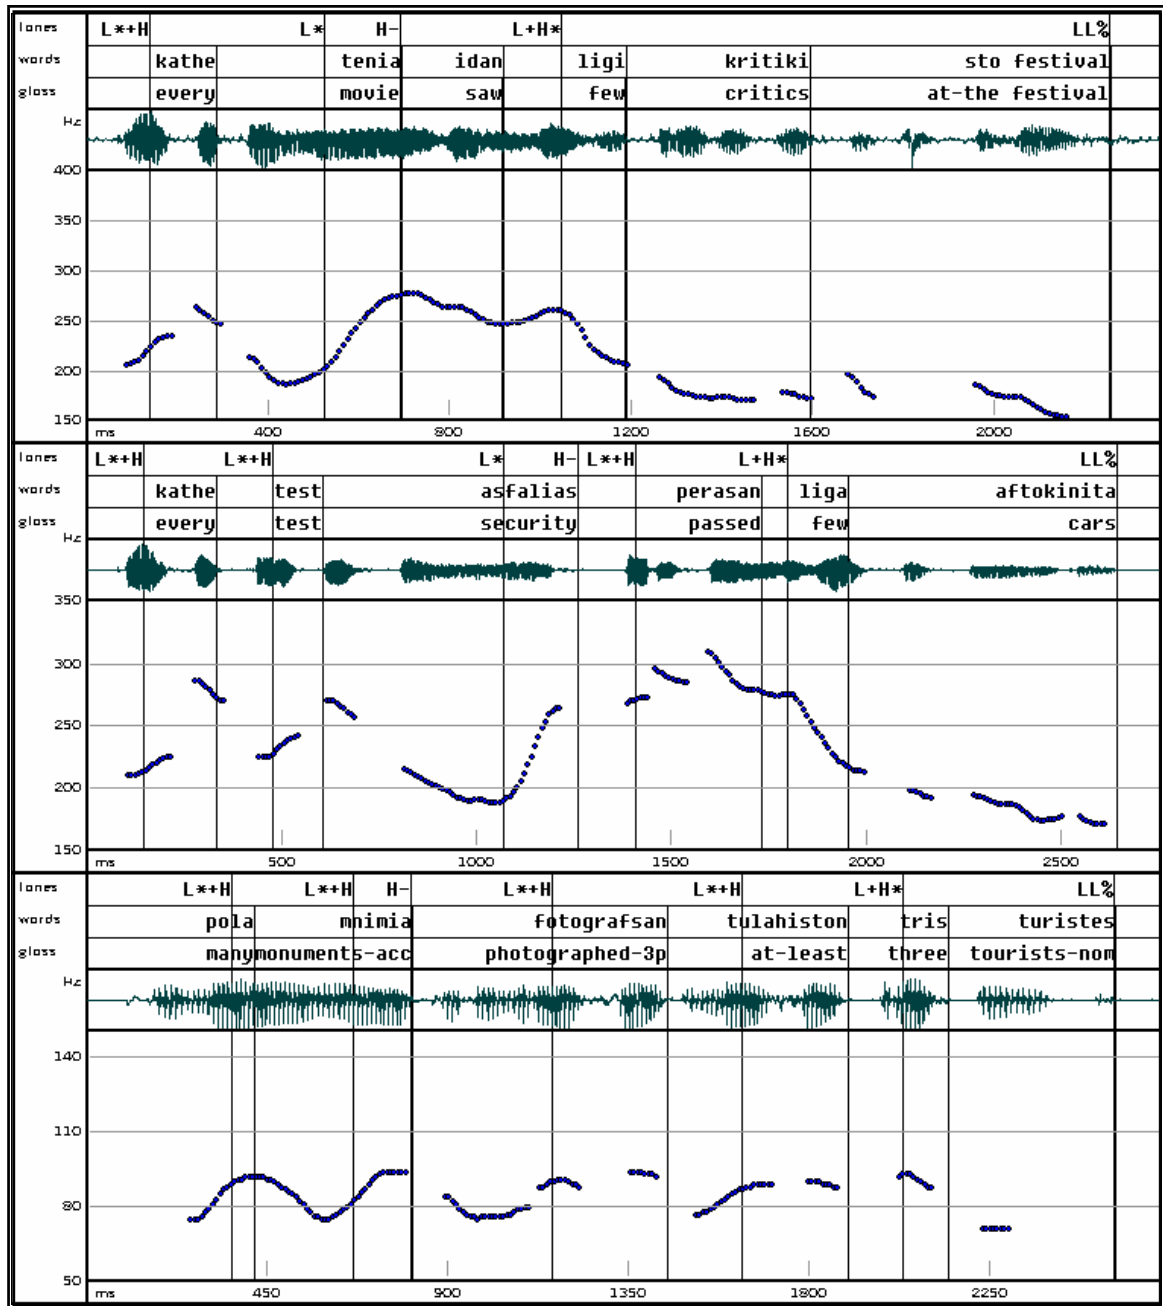 tones L*+H L* H- L+H* LL%
words kathe tenia idan ligi kritiki sto festival
gloss every movie saw few critics at-the festival
Hz
400
350
300
250
200
150
ms 400 800 1200 1600 2000
tones L*+H L*+H L* H- L*+H L+H* LL%
words kathe test asfalias perasan liga aftokinita
gloss every test security passed few cars
Hz
350
300
250
200
150
ms 500 1000 1500 2000 2500
tones L*+H L*+H H- L*+H L*+H L+H* LL%
words pola mnimia fotografsan tulahiston tris turistes
gloss many monuments-acc photographed-3p at-least three tourists-nom
Hz
140
110
80
50
ms 450 900 1350 1800 2250